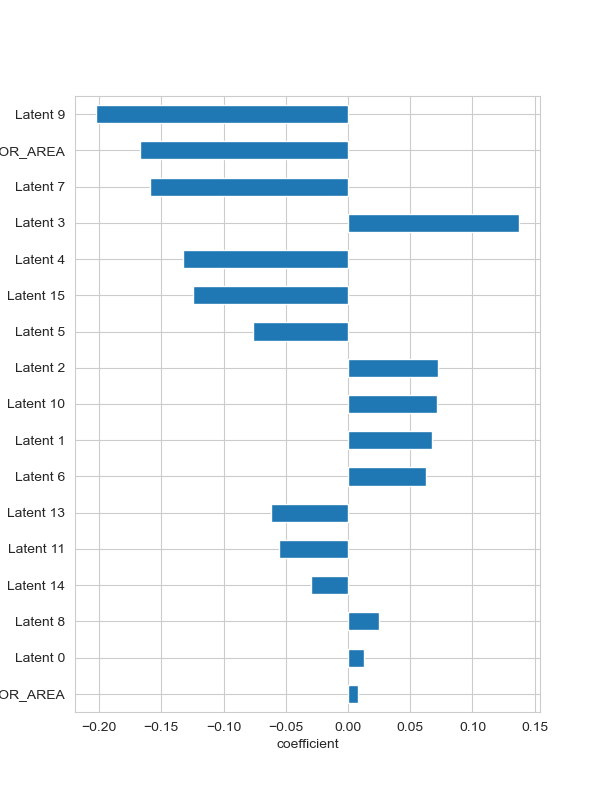 Latent 9
OR_AREA
Latent 7
Latent 3
Latent 4
Latent 15
Latent 5
Latent 2
Latent 10
Latent 1
Latent 6
Latent 13
Latent 11
Latent 14
Latent 8
Latent 0
OR_AREA
−0.20 −0.15 −0.10 −0.05 0.00 0.05 0.10 0.15
coefficient